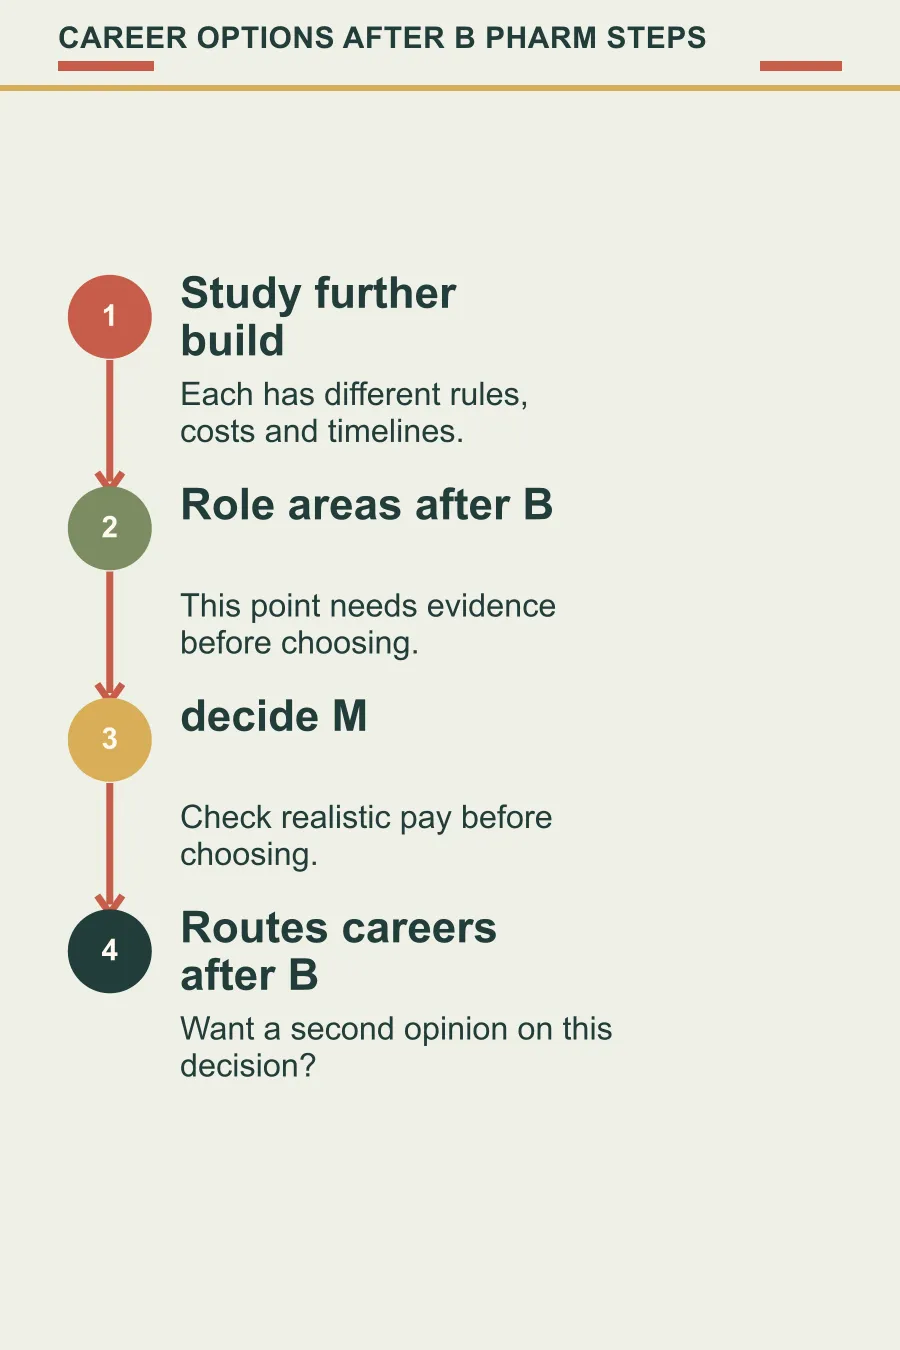 CAREER OPTIONS AFTER B PHARM STEPS
1
Study further
build
Each has different rules,
costs and timelines.
2
Role areas after B
This point needs evidence
before choosing.
3
decide M
Check realistic pay before
choosing.
4
Routes careers
after B
Want a second opinion on this
decision?